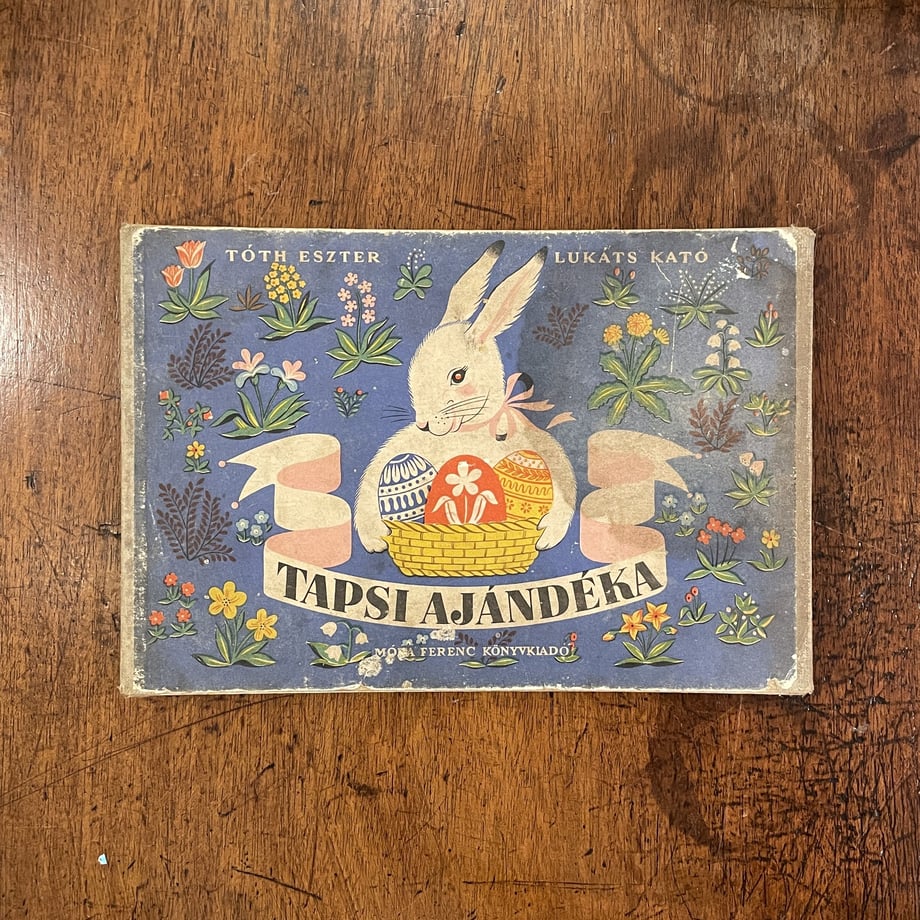 TÓTH ESZTER
LUKÁTS KATÓ
TAPSI AJÁNDÉKA
MÓRA FERENC KÖNYVKIADÓ